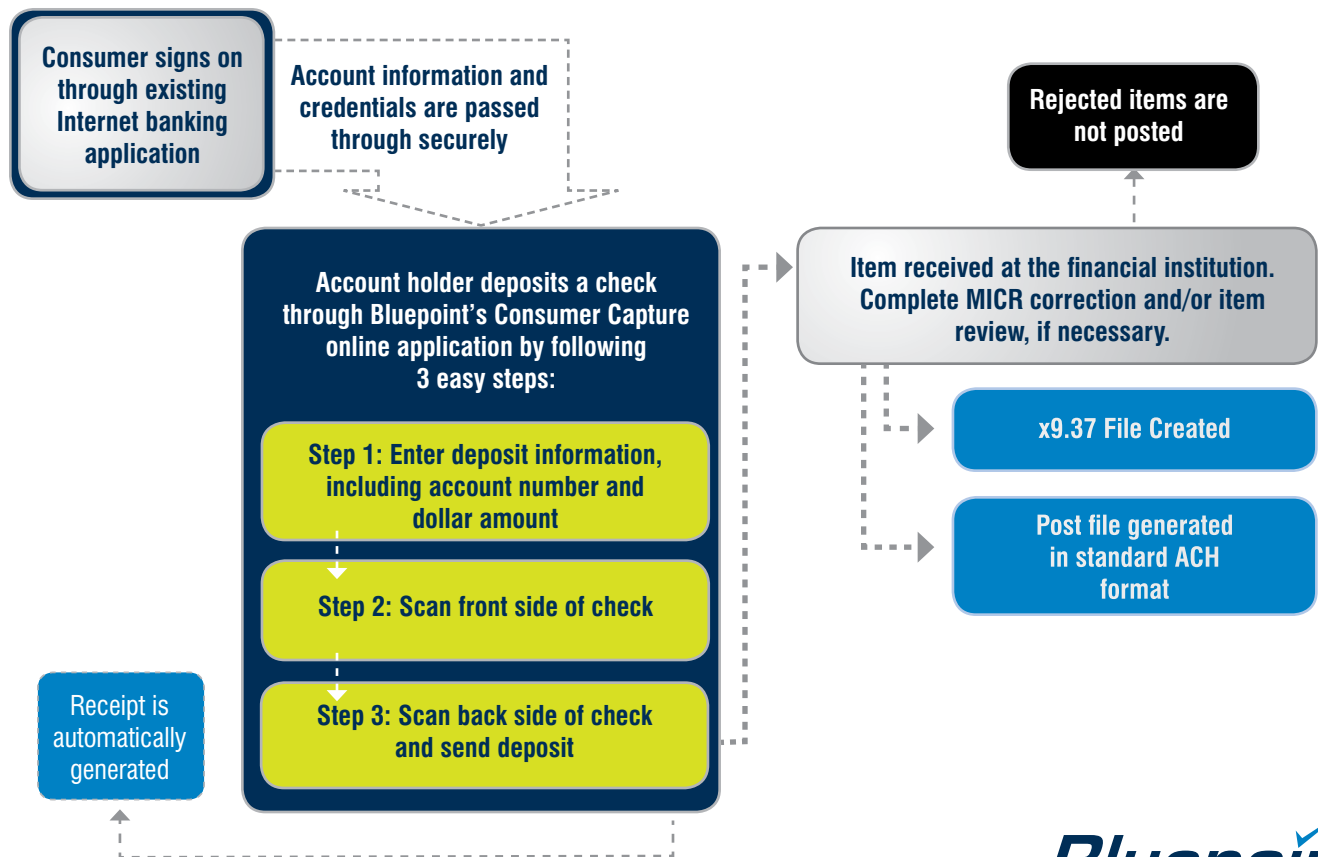 Consumer signs on
through existing
Internet banking
application
Account information and
credentials are passed
through securely
Rejected items are
not posted
Account holder deposits a check
through Bluepoint’s Consumer Capture
online application by following
3 easy steps:
Item received at the financial institution.
Complete MICR correction and/or item
review, if necessary.
Step 1: Enter deposit information,
including account number and
dollar amount
x9.37 File Created
Post file generated
in standard ACH
format
Step 2: Scan front side of check
Step 3: Scan back side of check
and send deposit
Receipt is
automatically
generated